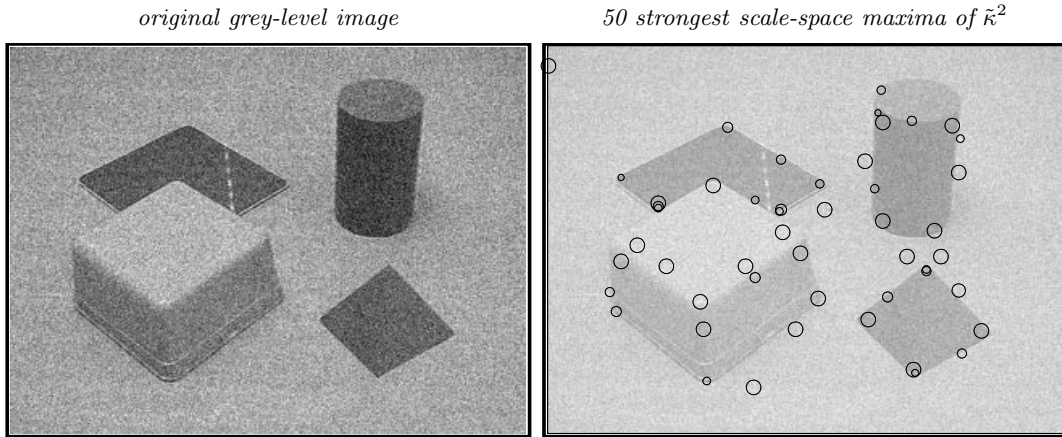 original grey-level image
50 strongest scale-space maxima of κ̃²